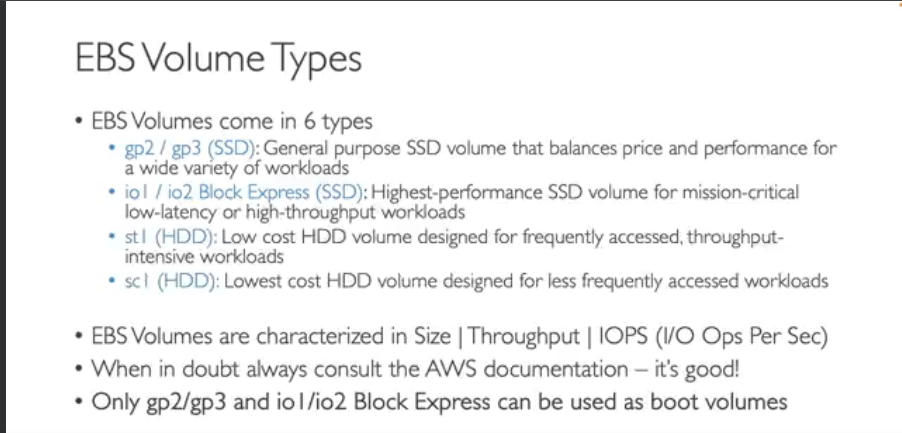 EBS Volume Types
• EBS Volumes come in 6 types
• gp2 / gp3 (SSD): General purpose SSD volume that balances price and performance for
a wide variety of workloads
• io1 / io2 Block Express (SSD): Highest-performance SSD volume for mission-critical
low-latency or high-throughput workloads
• st1 (HDD): Low cost HDD volume designed for frequently accessed, throughput-
intensive workloads
• sc1 (HDD): Lowest cost HDD volume designed for less frequently accessed workloads
• EBS Volumes are characterized in Size | Throughput | IOPS (I/O Ops Per Sec)
• When in doubt always consult the AWS documentation – it's good!
• Only gp2/gp3 and io1/io2 Block Express can be used as boot volumes